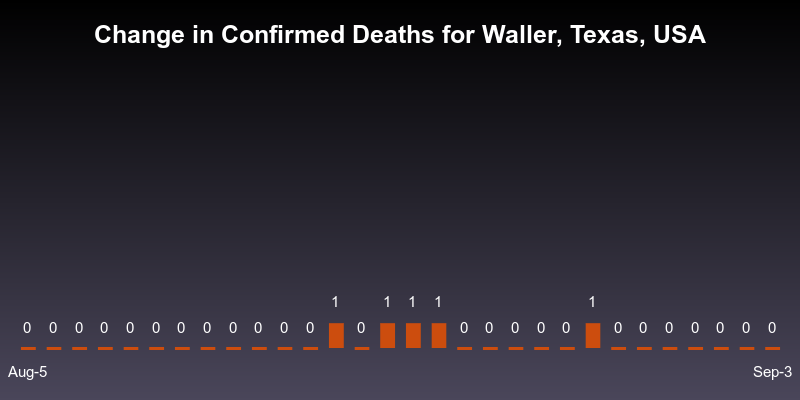 Change in Confirmed Deaths for Waller, Texas, USA
1 1 1 1 1
0 0 0 0 0 0 0 0 0 0 0 0 0 0 0 0 0 0 0 0 0 0 0 0 0
Aug-5 Sep-3